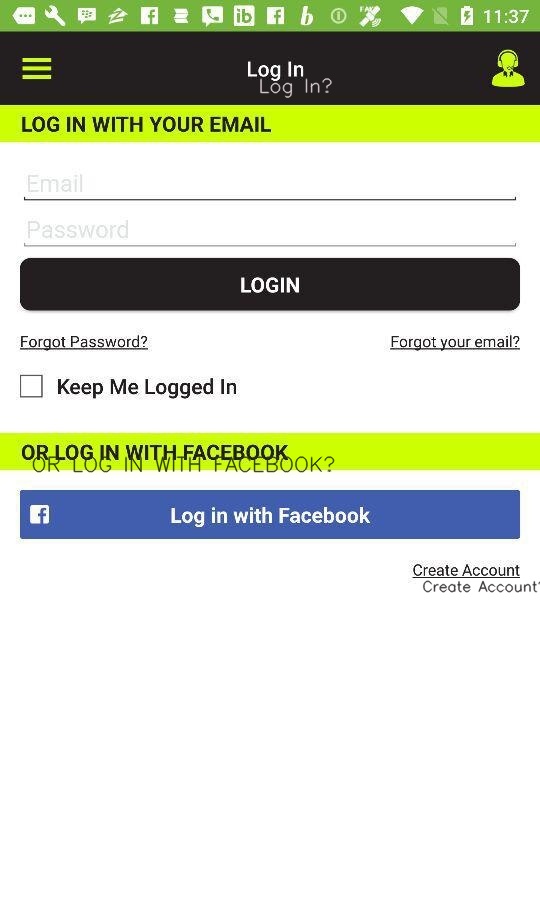 11:37
Log In
Log In?
LOG IN WITH YOUR EMAIL
Email
Password
LOGIN
Forgot Password? Forgot your email?
Keep Me Logged In
OR LOG IN WITH FACEBOOK
OR LOG IN WITH FACEBOOK?
Log in with Facebook
Create Account
Create Account?